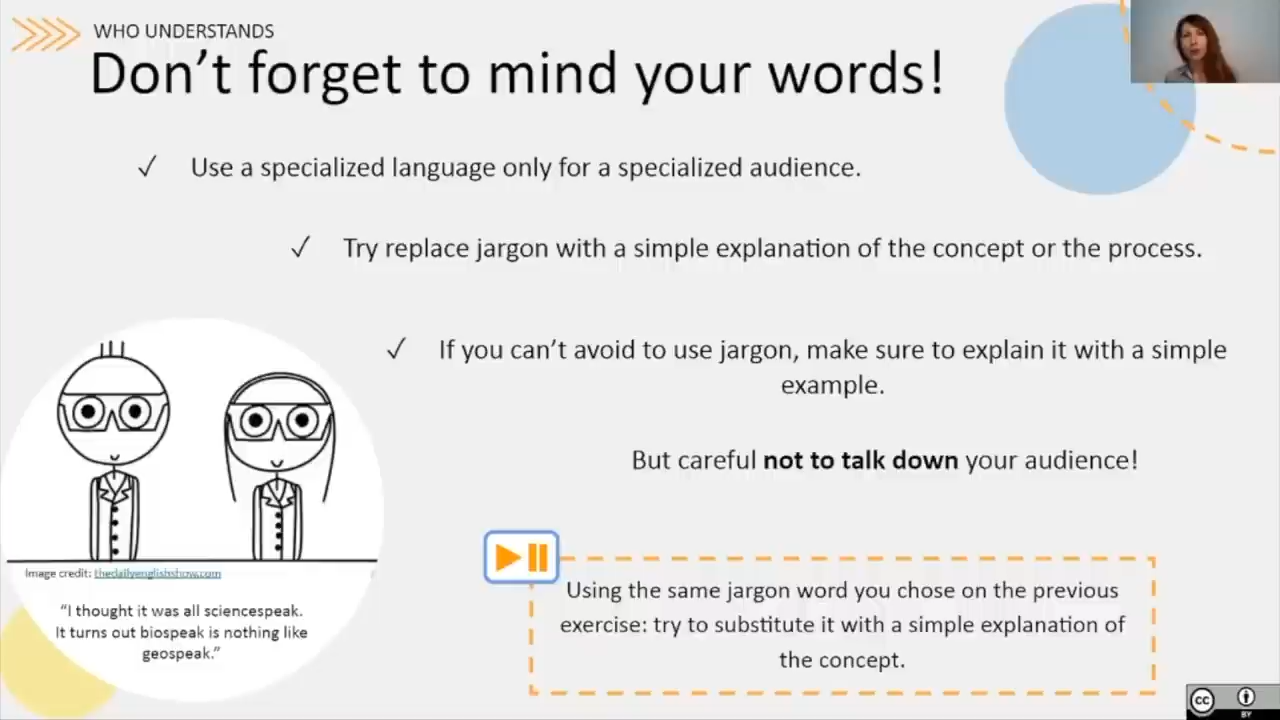 WHO UNDERSTANDS
Don't forget to mind your words!
✓ Use a specialized language only for a specialized audience.
✓ Try replace jargon with a simple explanation of the concept or the process.
✓ If you can't avoid to use jargon, make sure to explain it with a simple
example.
But careful not to talk down your audience!
Image credit: thedailyenglishshow.com
“I thought it was all sciencespeak.
It turns out biospeak is nothing like
geospeak.”
Using the same jargon word you chose on the previous
exercise: try to substitute it with a simple explanation of
the concept.
cc
BY